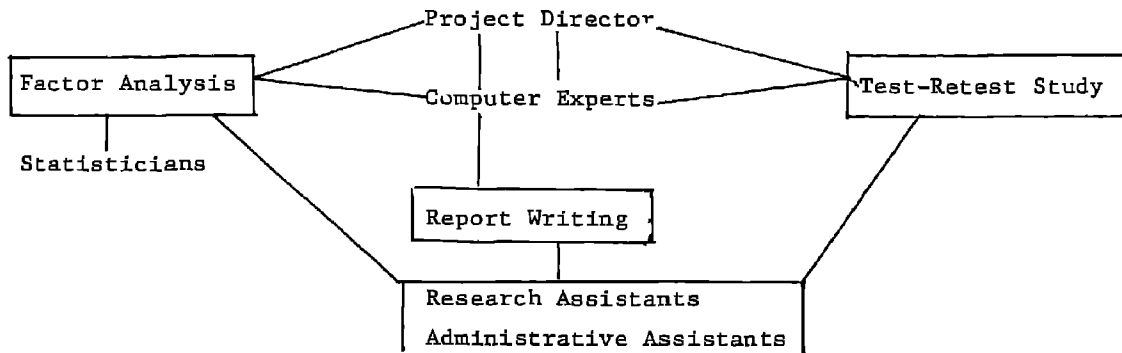 Project Director
Factor Analysis
Computer Experts
Test-Retest Study
Statisticians
Report Writing
Research Assistants
Administrative Assistants